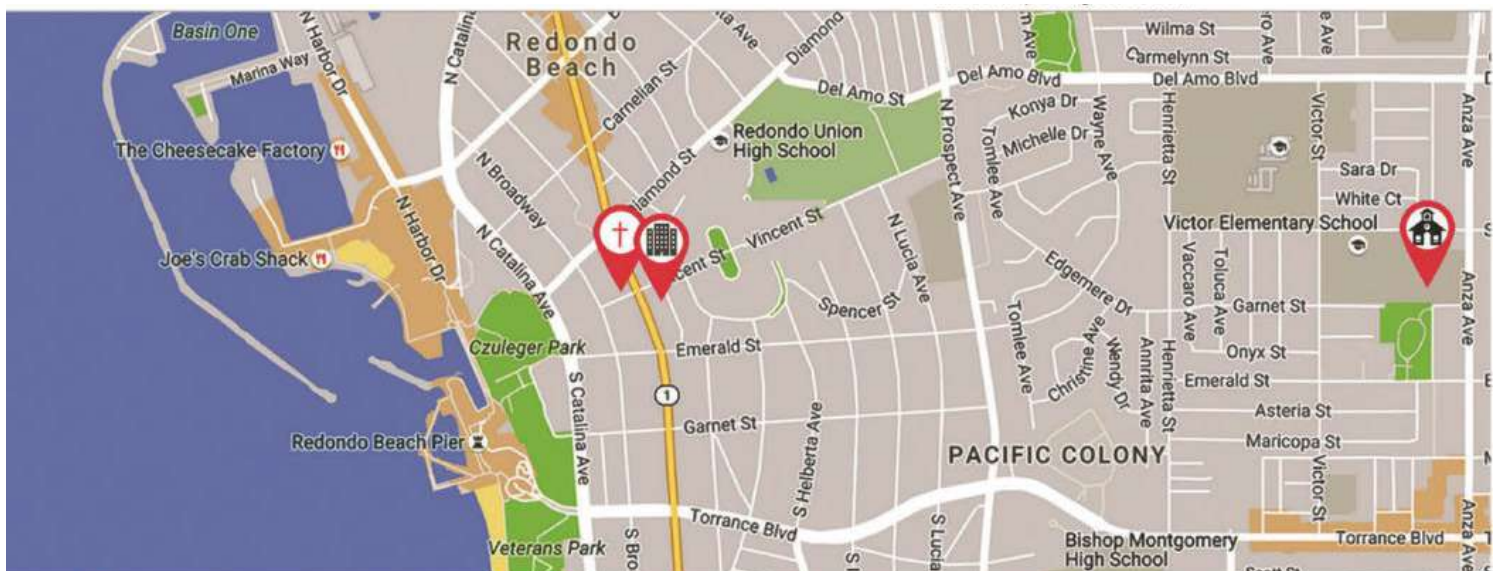 Basin One
Marina Way
N Harbor Dr
N Catalina
Redondo
Beach
Carnelian St
Diamond
Del Amo St
Del Amo Blvd
Wilma St
Carmelynn St
Del Amo Blvd
The Cheesecake Factory
Redondo Union
High School
N Prospect Ave
Konya Dr
Michelle Dr
Tomlee Ave
Wayne Ave
Henrietta St
Victor St
Anza Ave
Sara Dr
White Ct
Victor Elementary School
N Broadway
Diamond St
N Harbor Dr
N Catalina Ave
Joe's Crab Shack
Vincent St
cent St
N Lucia Ave
Spencer St
Edgemere Dr
Vaccaro Ave
Toluca Ave
Garnet St
Anza Ave
Czuleger Park
Emerald St
Tomlee Ave
Christine Ave
Wendy Dr
Annrita Ave
Henrietta St
Onyx St
Emerald St
S Catalina Ave
1
Asteria St
Redondo Beach Pier
Garnet St
S Helberta Ave
Maricopa St
PACIFIC COLONY
Victor St
Anza Ave
Torrance Blvd
Veterans Park
S Bro
S Lucia
Bishop Montgomery
High School
Torrance Blvd